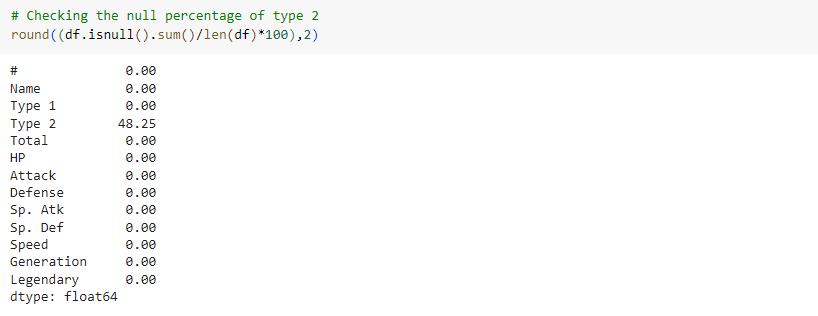 # Checking the null percentage of type 2
round((df.isnull().sum()/len(df)*100),2)
# 0.00
Name 0.00
Type 1 0.00
Type 2 48.25
Total 0.00
HP 0.00
Attack 0.00
Defense 0.00
Sp. Atk 0.00
Sp. Def 0.00
Speed 0.00
Generation 0.00
Legendary 0.00
dtype: float64